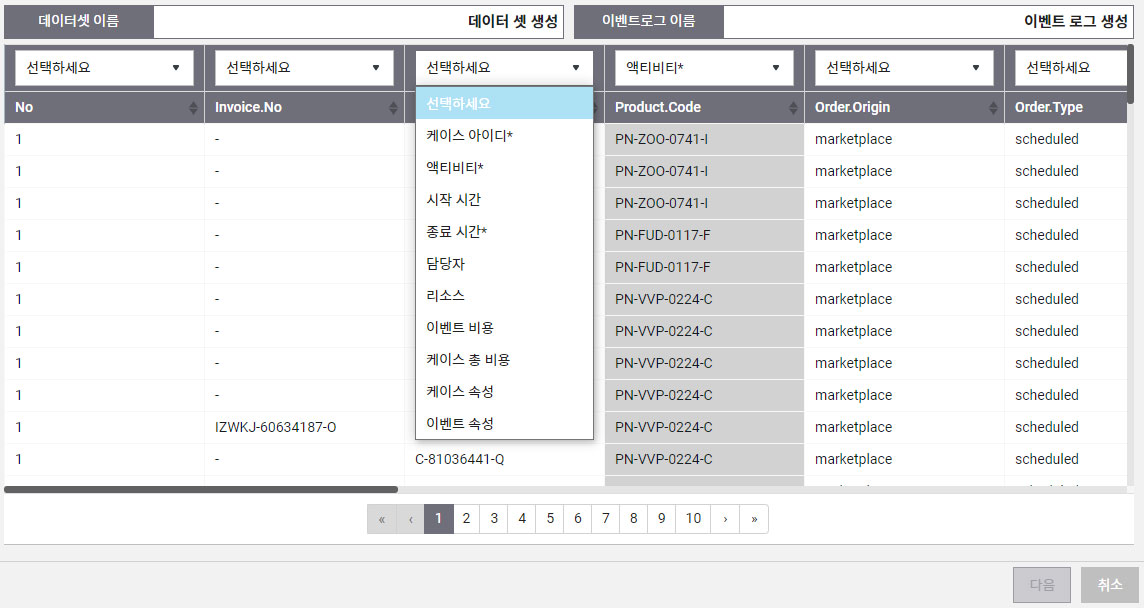 데이터셋 이름 데이터 셋 생성 이벤트로그 이름 이벤트 로그 생성
선택하세요 선택하세요 선택하세요 액티비티* 선택하세요 선택하세요
No Invoice.No Product.Code Order.Origin Order.Type
선택하세요
케이스 아이디*
액티비티*
시작 시간
종료 시간*
담당자
리소스
이벤트 비용
케이스 총 비용
케이스 속성
이벤트 속성
1 - PN-ZOO-0741-I marketplace scheduled
1 - PN-ZOO-0741-I marketplace scheduled
1 - PN-ZOO-0741-I marketplace scheduled
1 - PN-FUD-0117-F marketplace scheduled
1 - PN-FUD-0117-F marketplace scheduled
1 - PN-VVP-0224-C marketplace scheduled
1 - PN-VVP-0224-C marketplace scheduled
1 - PN-VVP-0224-C marketplace scheduled
1 - PN-VVP-0224-C marketplace scheduled
1 IZWKJ-60634187-O PN-VVP-0224-C marketplace scheduled
1 - C-81036441-Q PN-VVP-0224-C marketplace scheduled
« ‹ 1 2 3 4 5 6 7 8 9 10 › »
다음 취소